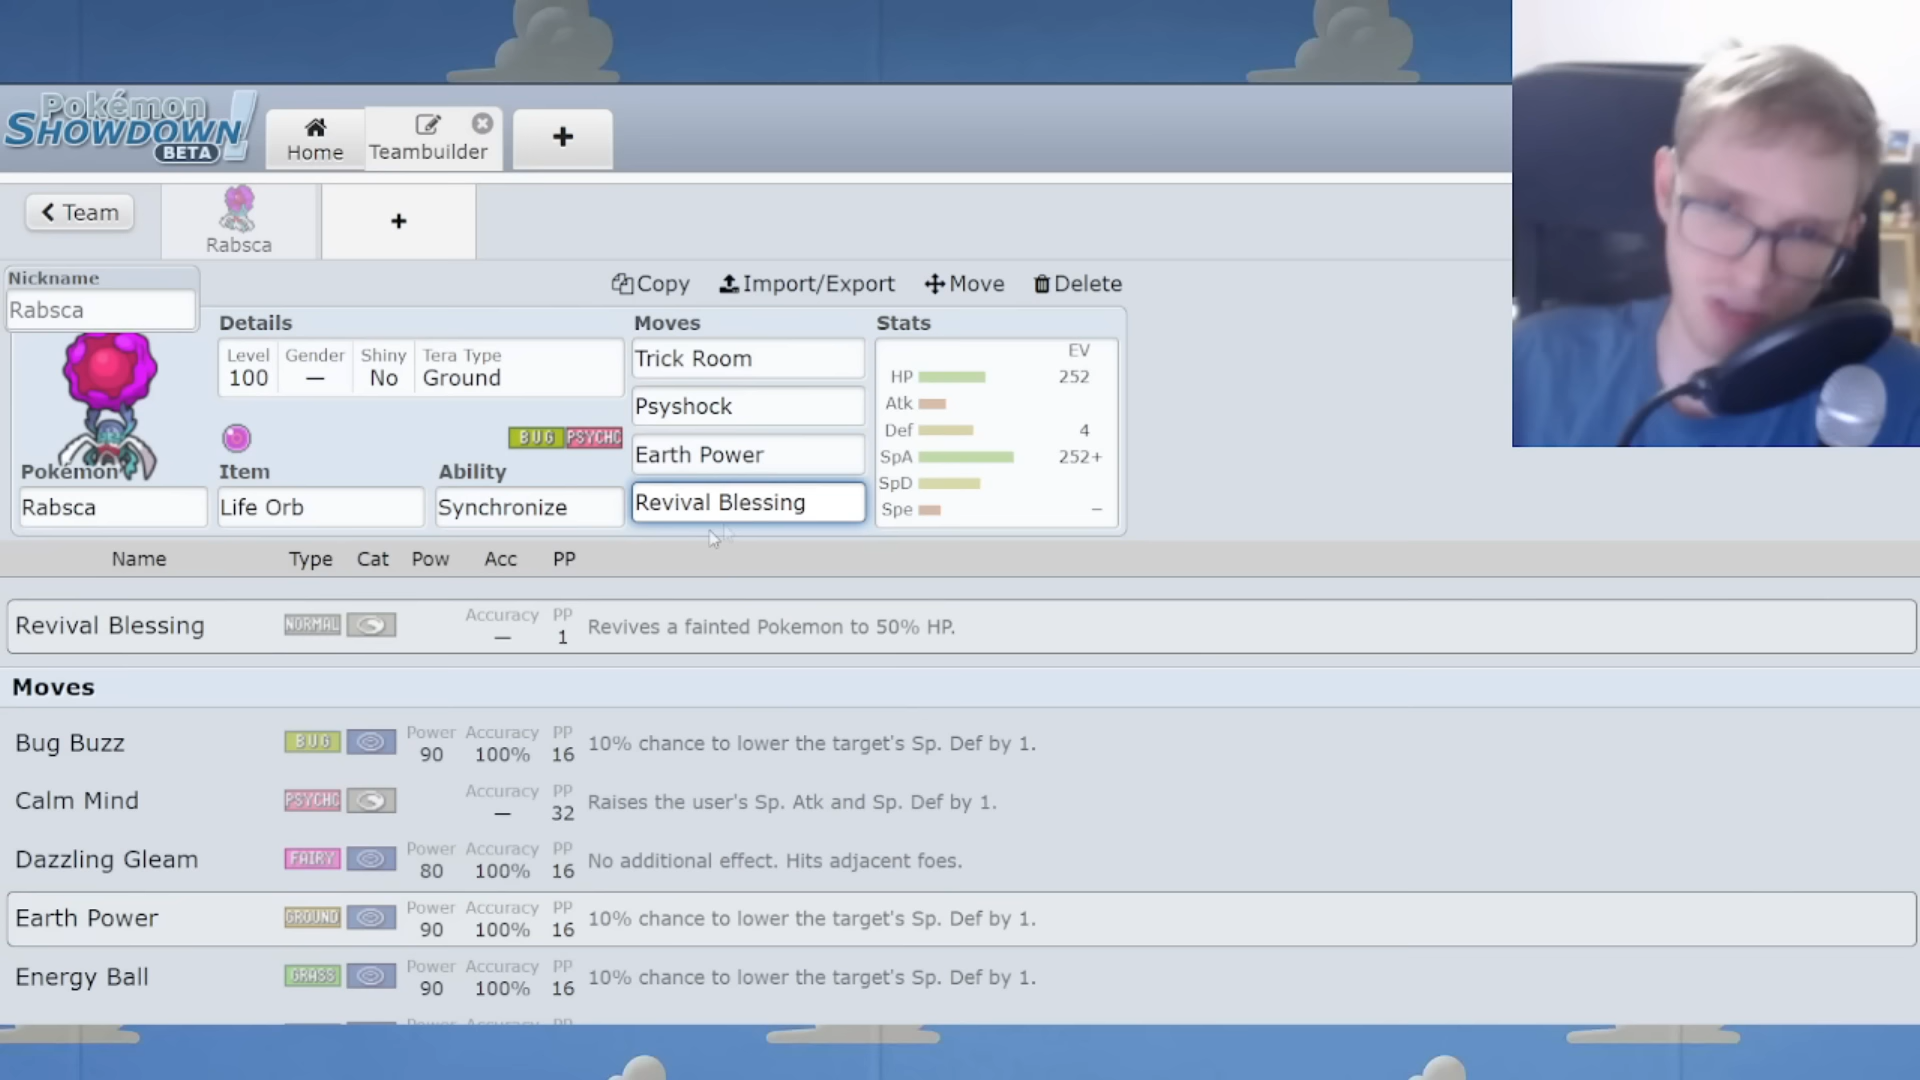 Pokémon
SHOWDOWN!
BETA
Home
Teambuilder
+
Team
Rabsca
+
Nickname
Rabsca
Copy
Import/Export
Move
Delete
Details
Level
100
Gender
—
Shiny
No
Tera Type
Ground
Moves
Trick Room
Psyshock
Earth Power
Revival Blessing
Stats
EV
HP 252
Atk
Def 4
SpA 252+
SpD
Spe –
BUG PSYCHC
Pokémon
Rabsca
Item
Life Orb
Ability
Synchronize
Name Type Cat Pow Acc PP
Revival Blessing NORMAL Accuracy — PP 1 Revives a fainted Pokemon to 50% HP.
Moves
Bug Buzz BUG Power 90 Accuracy 100% PP 16 10% chance to lower the target's Sp. Def by 1.
Calm Mind PSYCHC Accuracy — PP 32 Raises the user's Sp. Atk and Sp. Def by 1.
Dazzling Gleam FAIRY Power 80 Accuracy 100% PP 16 No additional effect. Hits adjacent foes.
Earth Power GROUND Power 90 Accuracy 100% PP 16 10% chance to lower the target's Sp. Def by 1.
Energy Ball GRASS Power 90 Accuracy 100% PP 16 10% chance to lower the target's Sp. Def by 1.
Power Accuracy PP